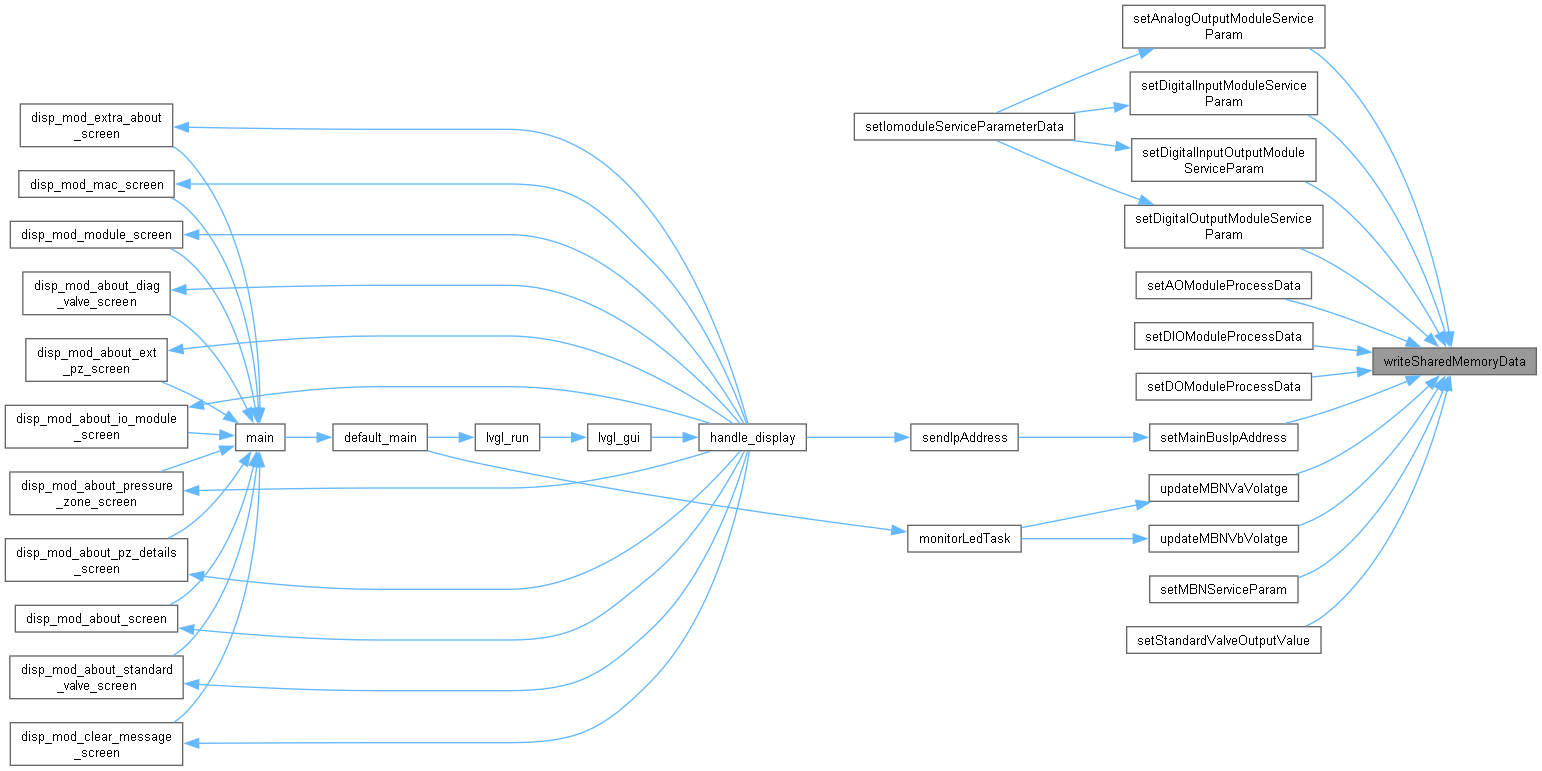 setAnalogOutputModuleService
Param
setDigitalInputModuleService
Param
setIomoduleServiceParameterData
setDigitalInputOutputModule
ServiceParam
setDigitalOutputModuleService
Param
setAOModuleProcessData
setDIOModuleProcessData
writeSharedMemoryData
setDOModuleProcessData
disp_mod_extra_about
_screen
disp_mod_mac_screen
disp_mod_module_screen
disp_mod_about_diag
_valve_screen
disp_mod_about_ext
_pz_screen
disp_mod_about_io_module
_screen
main
default_main
lvgl_run
lvgl_gui
handle_display
sendIpAddress
setMainBusIpAddress
disp_mod_about_pressure
_zone_screen
updateMBNVaVolatge
monitorLedTask
updateMBNVbVolatge
disp_mod_about_pz_details
_screen
setMBNServiceParam
disp_mod_about_screen
setStandardValveOutputValue
disp_mod_about_standard
_valve_screen
disp_mod_clear_message
_screen